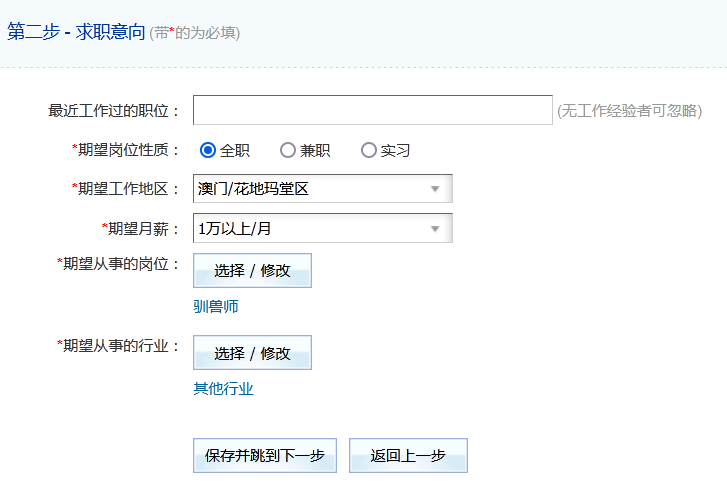 第二步 - 求职意向 (带*的为必填)
最近工作过的职位： (无工作经验者可忽略)
*期望岗位性质： 全职 兼职 实习
*期望工作地区： 澳门/花地玛堂区
*期望月薪： 1万以上/月
*期望从事的岗位： 选择 / 修改
驯兽师
*期望从事的行业： 选择 / 修改
其他行业
保存并跳到下一步 返回上一步